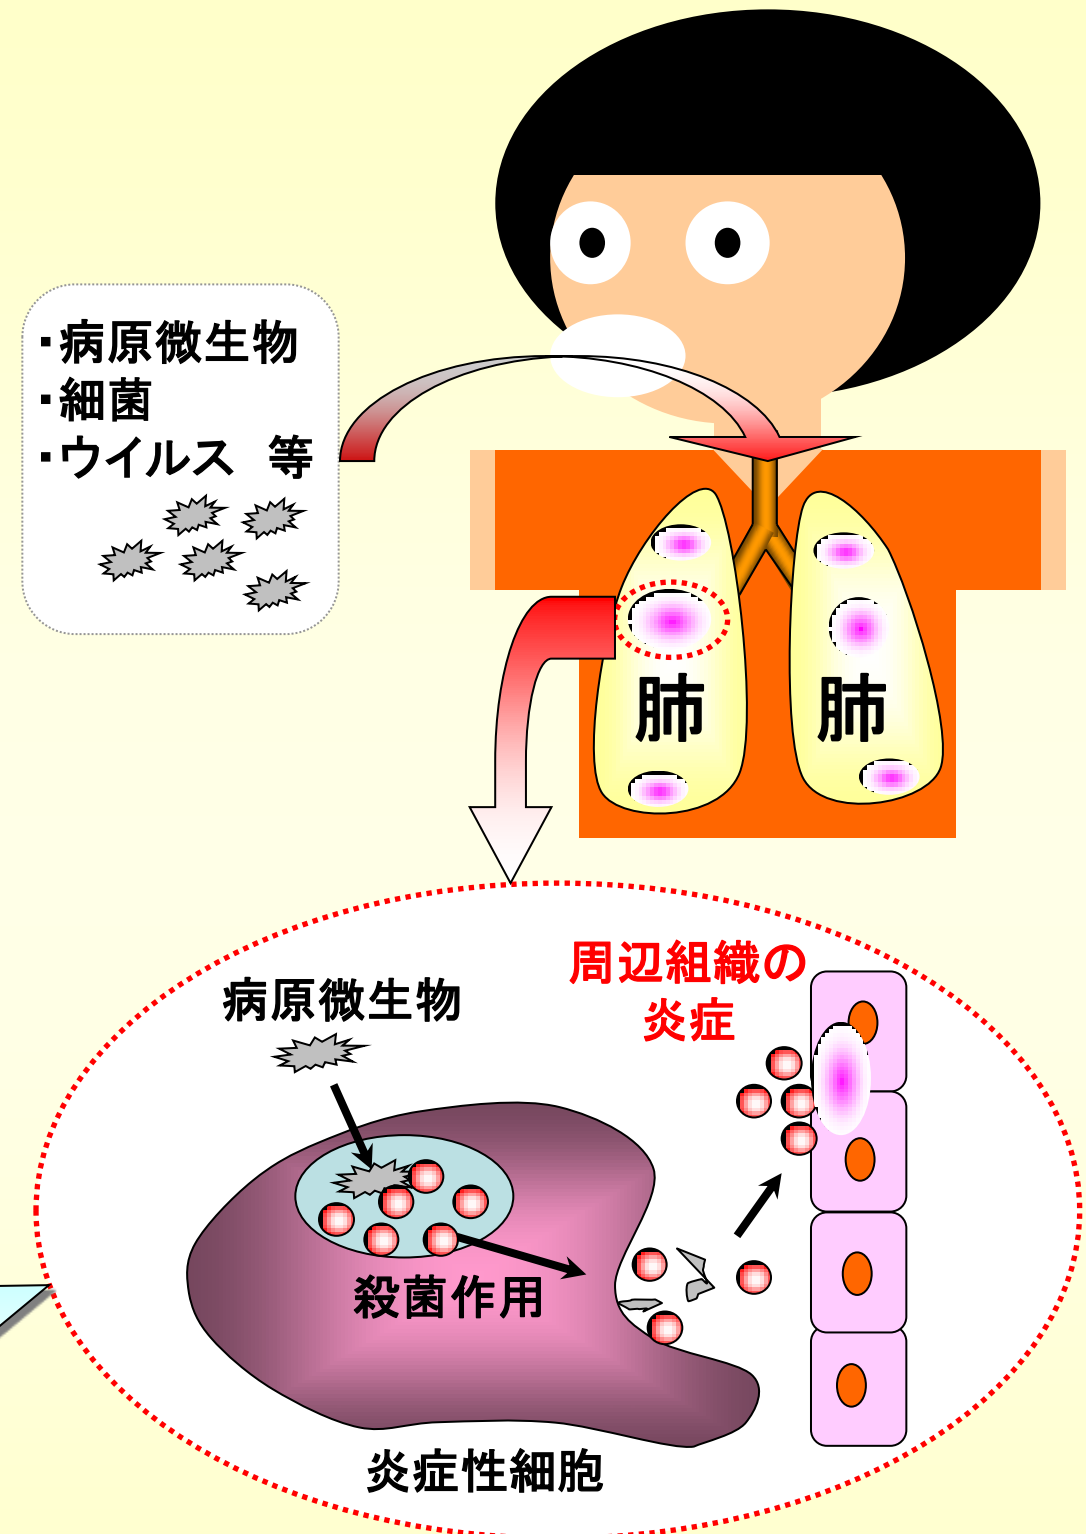 ・病原微生物
・細菌
・ウイルス　等
肺
肺
周辺組織の
炎症
病原微生物
殺菌作用
炎症性細胞